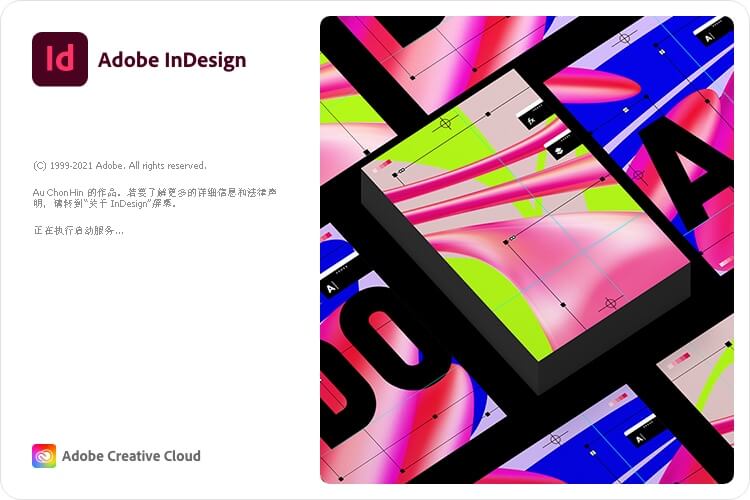 Id Adobe InDesign
(C) 1999-2021 Adobe. All rights reserved.
Au ChonHin 的作品。若要了解更多的详细信息和法律声
明，请转到“关于 InDesign”屏幕。
正在执行启动服务...
Adobe Creative Cloud
fx
A
A
A
A
DO